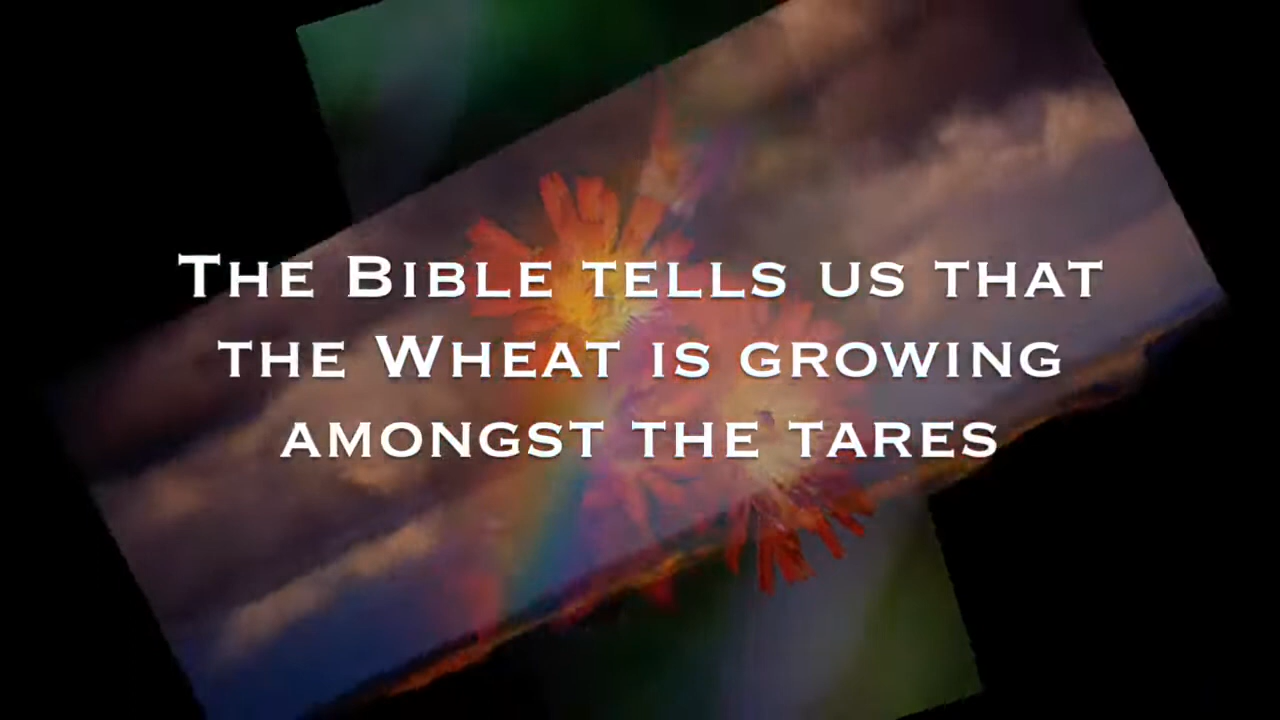 The Bible tells us that
the Wheat is growing
amongst the tares